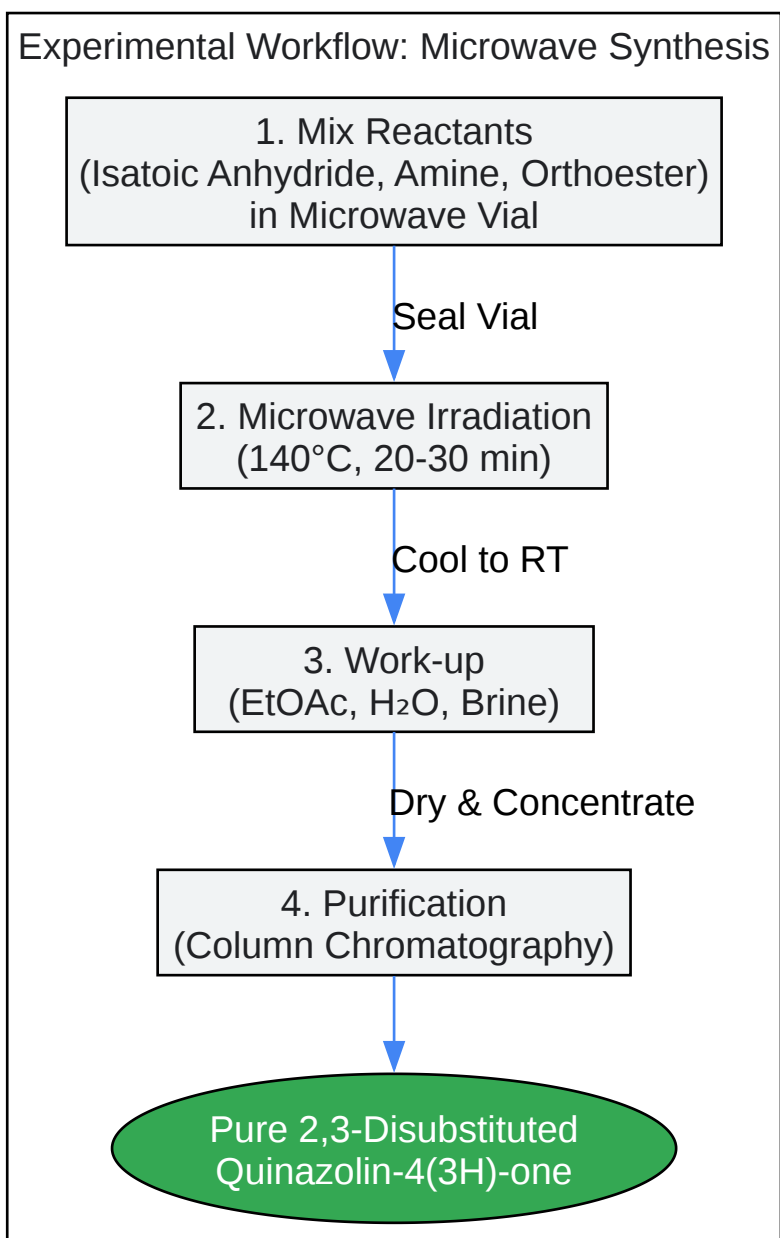 Experimental Workflow: Microwave Synthesis
1. Mix Reactants
(Isatoic Anhydride, Amine, Orthoester)
in Microwave Vial
Seal Vial
2. Microwave Irradiation
(140°C, 20-30 min)
Cool to RT
3. Work-up
(EtOAc, H₂O, Brine)
Dry & Concentrate
4. Purification
(Column Chromatography)
Pure 2,3-Disubstituted
Quinazolin-4(3H)-one